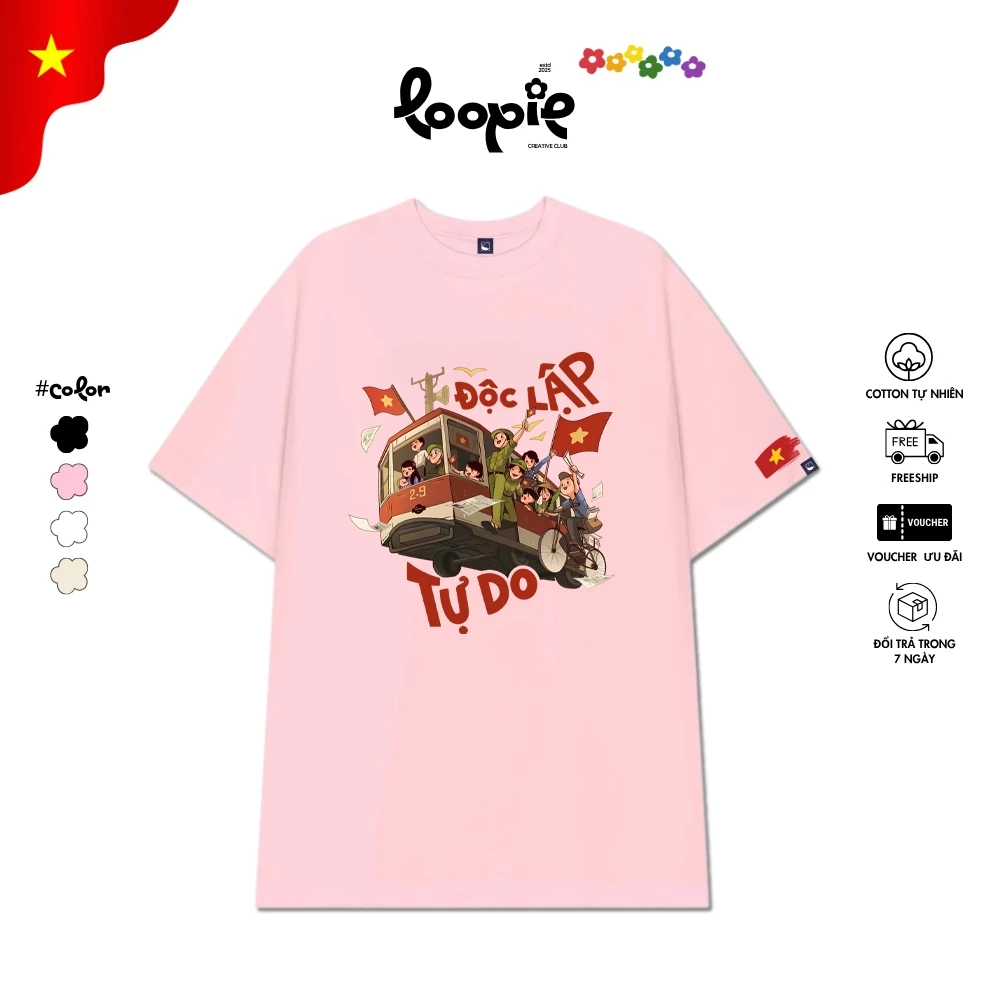 estd
2025
loopie
CREATIVE CLUB
#color
ĐỘC LẬP
2-9
TỰ DO
COTTON TỰ NHIÊN
FREE
FREESHIP
VOUCHER
VOUCHER ƯU ĐÃI
ĐỔI TRẢ TRONG
7 NGÀY